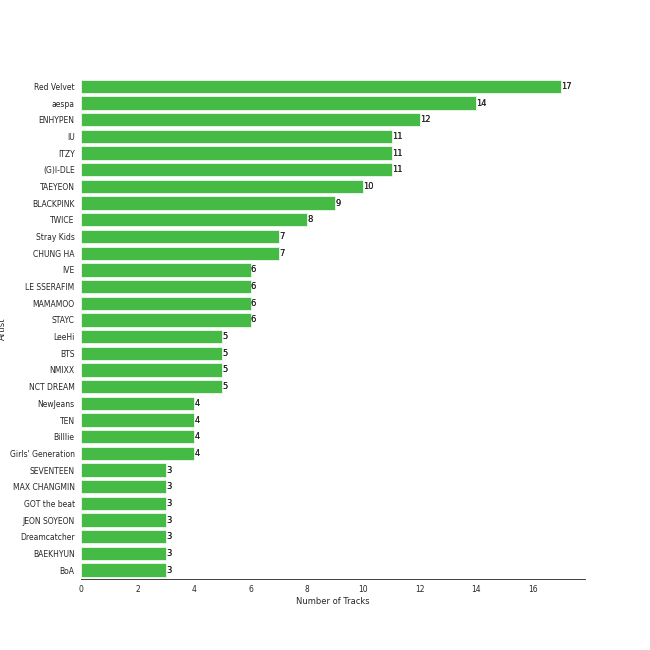 Red Velvet 17
aespa 14
ENHYPEN 12
IU 11
ITZY 11
(G)I-DLE 11
TAEYEON 10
BLACKPINK 9
TWICE 8
Stray Kids 7
CHUNG HA 7
IVE 6
LE SSERAFIM 6
MAMAMOO 6
STAYC 6
LeeHi 5
BTS 5
NMIXX 5
NCT DREAM 5
NewJeans 4
TEN 4
Billlie 4
Girls' Generation 4
SEVENTEEN 3
MAX CHANGMIN 3
GOT the beat 3
JEON SOYEON 3
Dreamcatcher 3
BAEKHYUN 3
BoA 3
0 2 4 6 8 10 12 14 16
Number of Tracks
Artist